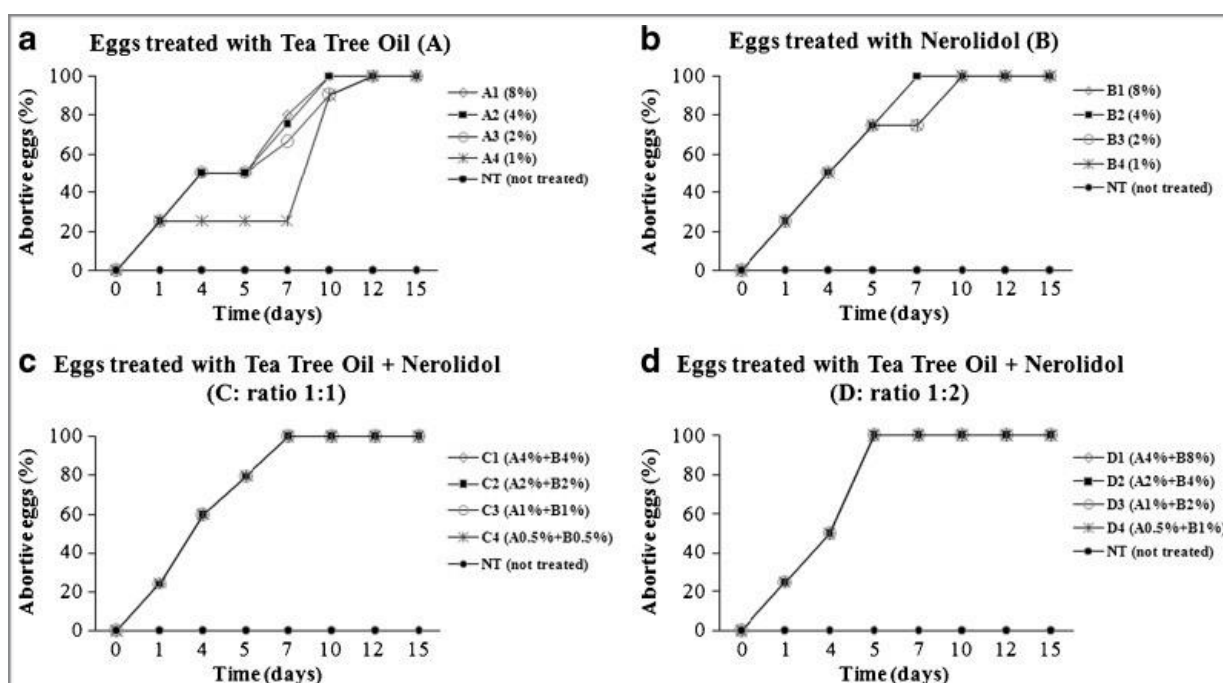 a Eggs treated with Tea Tree Oil (A)
Abortive eggs (%)
100
80
60
40
20
0
0 1 4 5 7 10 12 15
Time (days)
A1 (8%)
A2 (4%)
A3 (2%)
A4 (1%)
NT (not treated)
b Eggs treated with Nerolidol (B)
Abortive eggs (%)
100
80
60
40
20
0
0 1 4 5 7 10 12 15
Time (days)
B1 (8%)
B2 (4%)
B3 (2%)
B4 (1%)
NT (not treated)
c Eggs treated with Tea Tree Oil + Nerolidol
(C: ratio 1:1)
Abortive eggs (%)
100
80
60
40
20
0
0 1 4 5 7 10 12 15
Time (days)
C1 (A4%+B4%)
C2 (A2%+B2%)
C3 (A1%+B1%)
C4 (A0.5%+B0.5%)
NT (not treated)
d Eggs treated with Tea Tree Oil + Nerolidol
(D: ratio 1:2)
Abortive eggs (%)
100
80
60
40
20
0
0 1 4 5 7 10 12 15
Time (days)
D1 (A4%+B8%)
D2 (A2%+B4%)
D3 (A1%+B2%)
D4 (A0.5%+B1%)
NT (not treated)